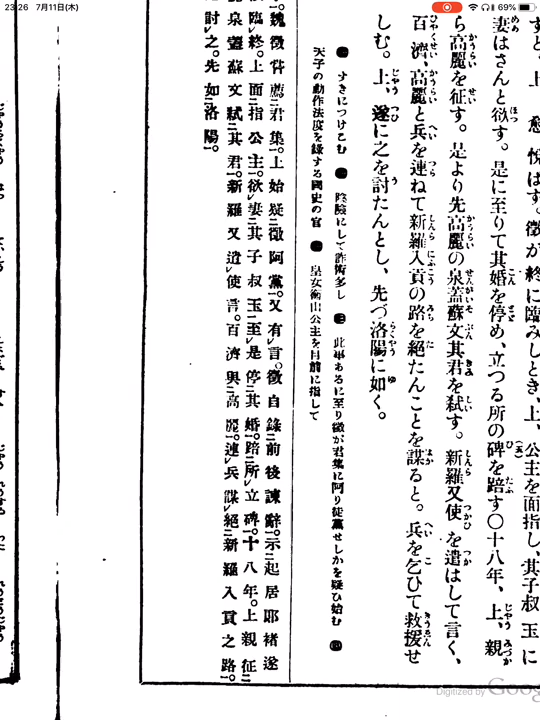 23:26 7月11日(木)
69%
すと。上、愈悦ばす。徴が終に臨みしとき、上、公主を面指し、其子叔玉に
妻はさんと欲す。是に至りて其婚を停め、立つる所の碑を踣す〇十八年、上、親
ら高麗を征す。是より先高麗の泉蓋蘇文其君を弑す。新羅又使を遣はして言く、
百濟、高麗と兵を連ねて新羅入貢の路を絶たんことを謀ると。兵を乞ひて救援せ
しむ。上、遂に之を討たんとし、先づ洛陽に如く。
すきにつけこむ 陰險にして詐術多し 此事あるに至り徴が君集に阿り徒黨せしかを疑ひ始む
天子の動作法度を錄する國史の官 皇女衡山公主を目前に指して
魏徴甞薦君集。上始疑徴阿黨。又有言。徴自錄前後諫辭。示起居郎褚遂
臨終。上面指公主。欲妻其子叔玉。至是停其婚。踣所立碑。十八年。上親征
泉蓋蘇文弑其君。新羅又遣使言。百濟與高麗。連兵謀絶新羅入貢之路。
討之。先如洛陽。
Digitized by Goog